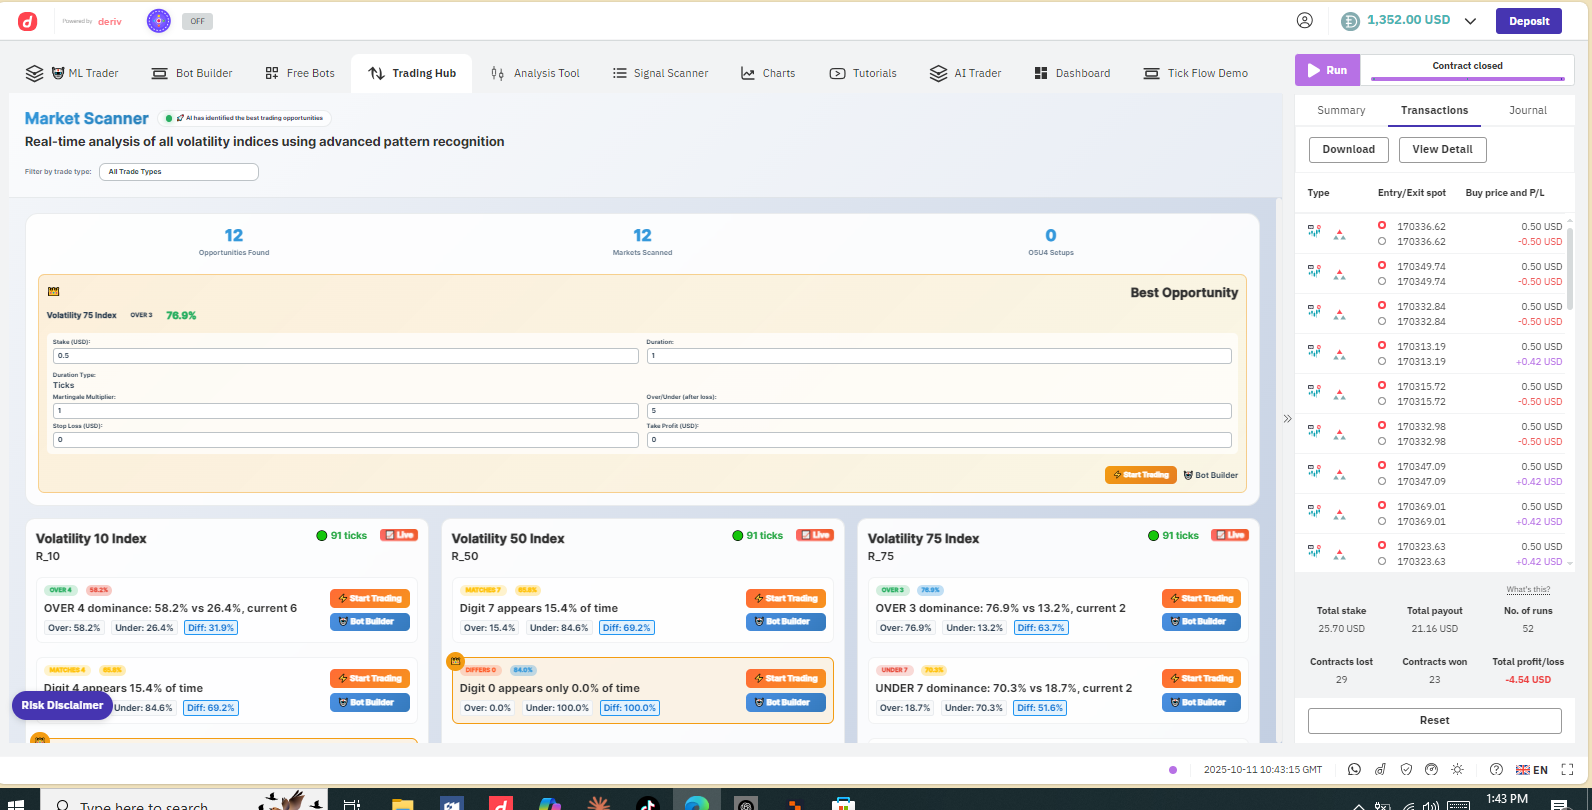 Powered by deriv
OFF
1,352.00 USD
Deposit
ML Trader
Bot Builder
Free Bots
Trading Hub
Analysis Tool
Signal Scanner
Charts
Tutorials
AI Trader
Dashboard
Tick Flow Demo
Run
Contract closed
Market Scanner
AI has identified the best trading opportunities
Real-time analysis of all volatility indices using advanced pattern recognition
Filter by trade type:
All Trade Types
12
Opportunities Found
12
Markets Scanned
0
O5U4 Setups
Best Opportunity
Volatility 75 Index OVER 3 76.9%
Stake (USD):
0.5
Duration:
1
Duration Type:
Ticks
Martingale Multiplier:
1
Over/Under (after loss):
5
Stop Loss (USD):
0
Take Profit (USD):
0
Start Trading
Bot Builder
Volatility 10 Index
91 ticks
Live
R_10
OVER 4 58.2%
OVER 4 dominance: 58.2% vs 26.4%, current 6
Over: 58.2% Under: 26.4% Diff: 31.9%
Start Trading
Bot Builder
MATCHES 4
Digit 4 appears 15.4% of time
Under: 84.6% Diff: 69.2%
Start Trading
Bot Builder
Risk Disclaimer
Volatility 50 Index
91 ticks
Live
R_50
MATCHES 7
Digit 7 appears 15.4% of time
Over: 15.4% Under: 84.6% Diff: 69.2%
Start Trading
Bot Builder
DIFFERS 0 84.0%
Digit 0 appears only 0.0% of time
Over: 0.0% Under: 100.0% Diff: 100.0%
Start Trading
Bot Builder
Volatility 75 Index
91 ticks
Live
R_75
OVER 3 76.9%
OVER 3 dominance: 76.9% vs 13.2%, current 2
Over: 76.9% Under: 13.2% Diff: 63.7%
Start Trading
Bot Builder
UNDER 7 70.3%
UNDER 7 dominance: 70.3% vs 18.7%, current 2
Over: 18.7% Under: 70.3% Diff: 51.6%
Start Trading
Bot Builder
Summary
Transactions
Journal
Download
View Detail
Type Entry/Exit spot Buy price and P/L
170336.62 0.50 USD
170336.62 -0.50 USD
170349.74 0.50 USD
170349.74 -0.50 USD
170332.84 0.50 USD
170332.84 -0.50 USD
170313.19 0.50 USD
170313.19 +0.42 USD
170315.72 0.50 USD
170315.72 -0.50 USD
170332.98 0.50 USD
170332.98 -0.50 USD
170347.09 0.50 USD
170347.09 +0.42 USD
170369.01 0.50 USD
170369.01 +0.42 USD
170323.63 0.50 USD
170323.63 +0.42 USD
What's this?
Total stake Total payout No. of runs
25.70 USD 21.16 USD 52
Contracts lost Contracts won Total profit/loss
29 23 -4.54 USD
Reset
2025-10-11 10:43:15 GMT
EN
Type here to search
1:43 PM